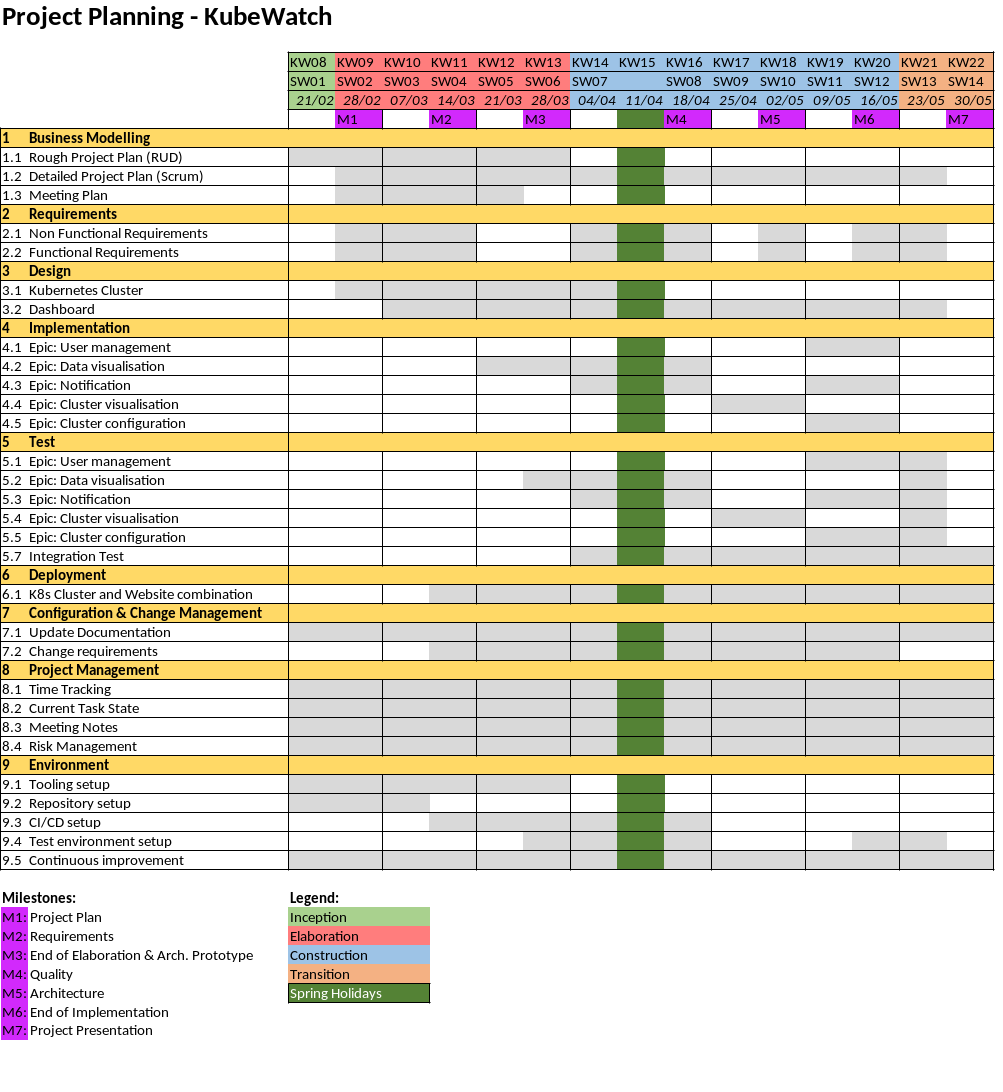 Project Planning - KubeWatch
KW08 KW09 KW10 KW11 KW12 KW13 KW14 KW15 KW16 KW17 KW18 KW19 KW20 KW21 KW22
SW01 SW02 SW03 SW04 SW05 SW06 SW07 SW08 SW09 SW10 SW11 SW12 SW13 SW14
21/02 28/02 07/03 14/03 21/03 28/03 04/04 11/04 18/04 25/04 02/05 09/05 16/05 23/05 30/05
M1 M2 M3 M4 M5 M6 M7
1 Business Modelling
1.1 Rough Project Plan (RUD)
1.2 Detailed Project Plan (Scrum)
1.3 Meeting Plan
2 Requirements
2.1 Non Functional Requirements
2.2 Functional Requirements
3 Design
3.1 Kubernetes Cluster
3.2 Dashboard
4 Implementation
4.1 Epic: User management
4.2 Epic: Data visualisation
4.3 Epic: Notification
4.4 Epic: Cluster visualisation
4.5 Epic: Cluster configuration
5 Test
5.1 Epic: User management
5.2 Epic: Data visualisation
5.3 Epic: Notification
5.4 Epic: Cluster visualisation
5.5 Epic: Cluster configuration
5.7 Integration Test
6 Deployment
6.1 K8s Cluster and Website combination
7 Configuration & Change Management
7.1 Update Documentation
7.2 Change requirements
8 Project Management
8.1 Time Tracking
8.2 Current Task State
8.3 Meeting Notes
8.4 Risk Management
9 Environment
9.1 Tooling setup
9.2 Repository setup
9.3 CI/CD setup
9.4 Test environment setup
9.5 Continuous improvement
Milestones:
M1: Project Plan
M2: Requirements
M3: End of Elaboration & Arch. Prototype
M4: Quality
M5: Architecture
M6: End of Implementation
M7: Project Presentation
Legend:
Inception
Elaboration
Construction
Transition
Spring Holidays